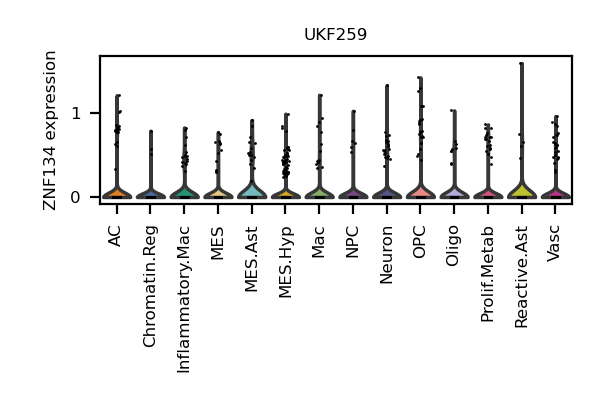 UKF259
ZNF134 expression
1
0
AC
Chromatin.Reg
Inflammatory.Mac
MES
MES.Ast
MES.Hyp
Mac
NPC
Neuron
OPC
Oligo
Prolif.Metab
Reactive.Ast
Vasc